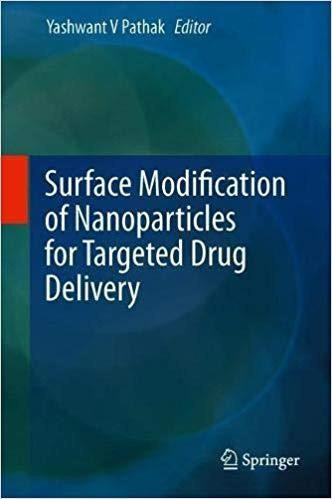 Yashwant V Pathak Editor
Surface Modification
of Nanoparticles
for Targeted Drug
Delivery
Springer